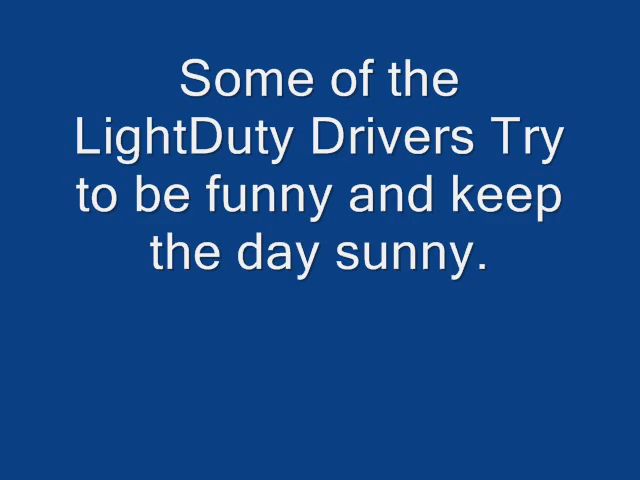 Some of the
LightDuty Drivers Try
to be funny and keep
the day sunny.